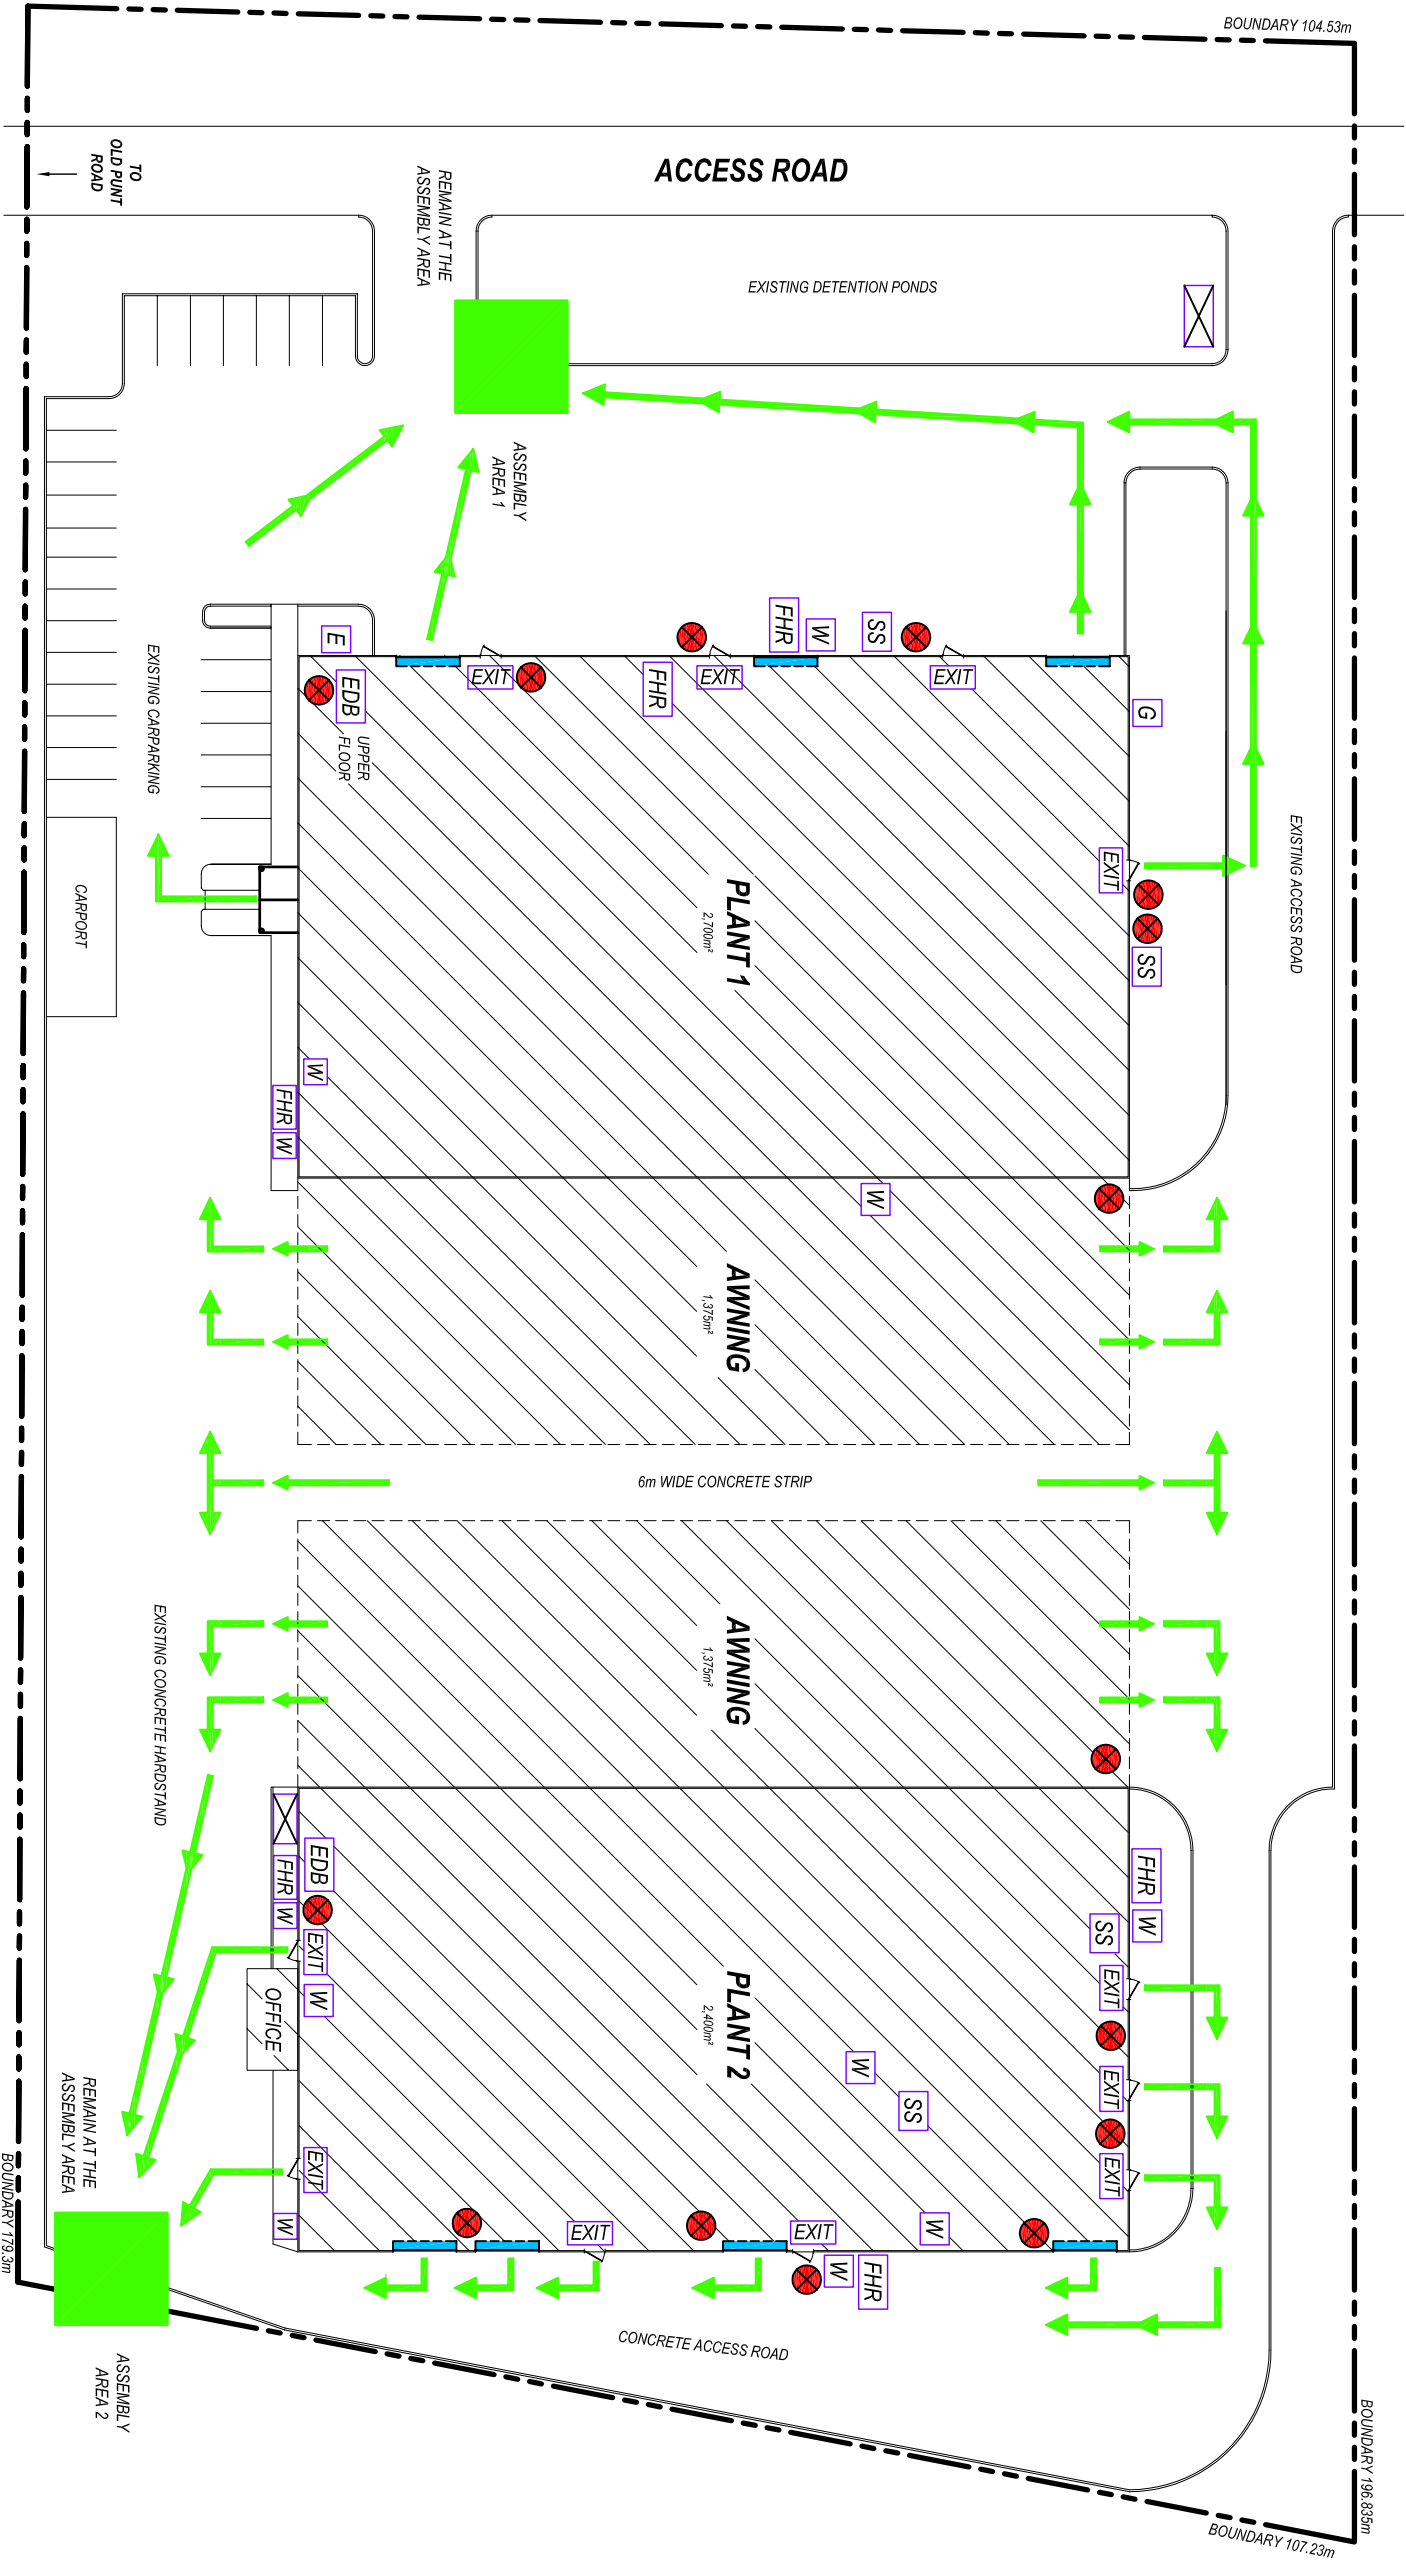 BOUNDARY 104.53m
ACCESS ROAD
TO
OLD PUNT
ROAD
REMAIN AT THE
ASSEMBLY AREA
EXISTING DETENTION PONDS
ASSEMBLY
AREA 1
E
EDB
UPPER
FLOOR
EXIT
FHR
EXIT
FHR
W
SS
EXIT
G
EXISTING CARPARKING
CARPORT
PLANT 1
2,700m²
EXIT
SS
EXISTING ACCESS ROAD
W
FHR
W
W
AWNING
1,375m²
6m WIDE CONCRETE STRIP
AWNING
1,375m²
EXISTING CONCRETE HARDSTAND
EDB
FHR
W
EXIT
W
OFFICE
PLANT 2
2,400m²
FHR
W
SS
EXIT
EXIT
EXIT
W
SS
EXIT
W
EXIT
EXIT
W
FHR
W
REMAIN AT THE
ASSEMBLY AREA
BOUNDARY 179.3m
ASSEMBLY
AREA 2
CONCRETE ACCESS ROAD
BOUNDARY 196.835m
BOUNDARY 107.23m